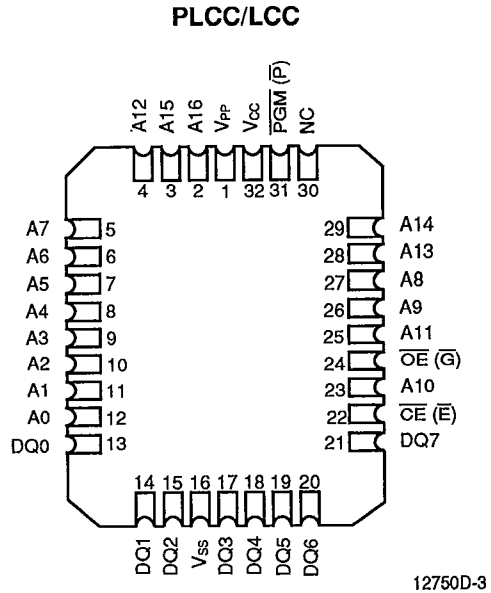 PLCC/LCC
A12 A15 A16 VPP VCC PGM (P) NC
4 3 2 1 32 31 30
A7 5 29 A14
A6 6 28 A13
A5 7 27 A8
A4 8 26 A9
A3 9 25 A11
A2 10 24 OE (G)
A1 11 23 A10
A0 12 22 CE (E)
DQ0 13 21 DQ7
14 15 16 17 18 19 20
DQ1 DQ2 VSS DQ3 DQ4 DQ5 DQ6
12750D-3